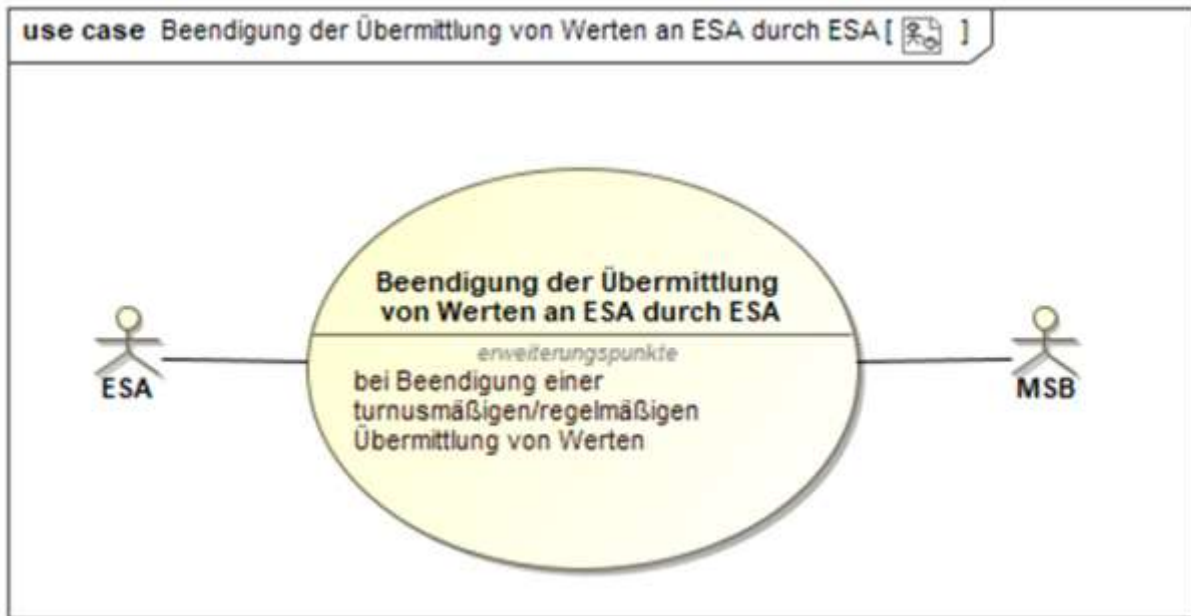 use case Beendigung der Übermittlung von Werten an ESA durch ESA [ ]
Beendigung der Übermittlung
von Werten an ESA durch ESA
erweiterungspunkte
bei Beendigung einer
turnusmäßigen/regelmäßigen
Übermittlung von Werten
ESA
MSB